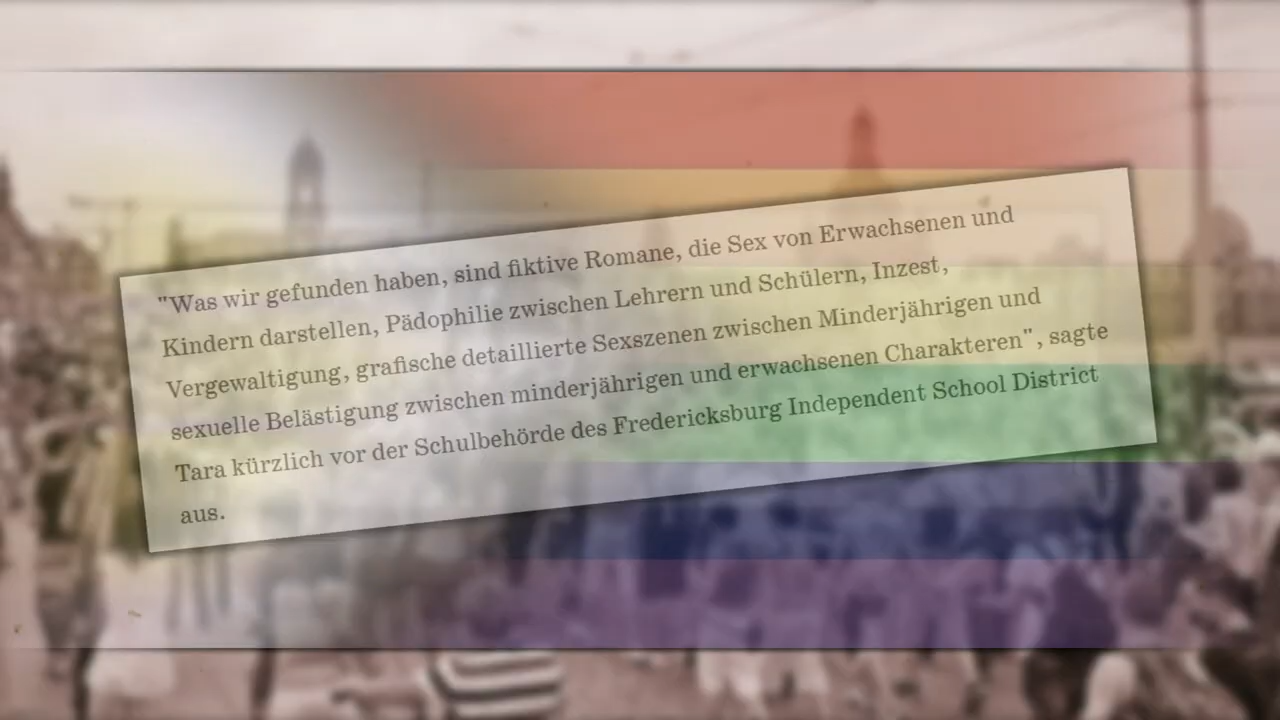 "Was wir gefunden haben, sind fiktive Romane, die Sex von Erwachsenen und
Kindern darstellen, Pädophilie zwischen Lehrern und Schülern, Inzest,
Vergewaltigung, grafische detaillierte Sexszenen zwischen Minderjährigen und
sexuelle Belästigung zwischen minderjährigen und erwachsenen Charakteren", sagte
Tara kürzlich vor der Schulbehörde des Fredericksburg Independent School District
aus.